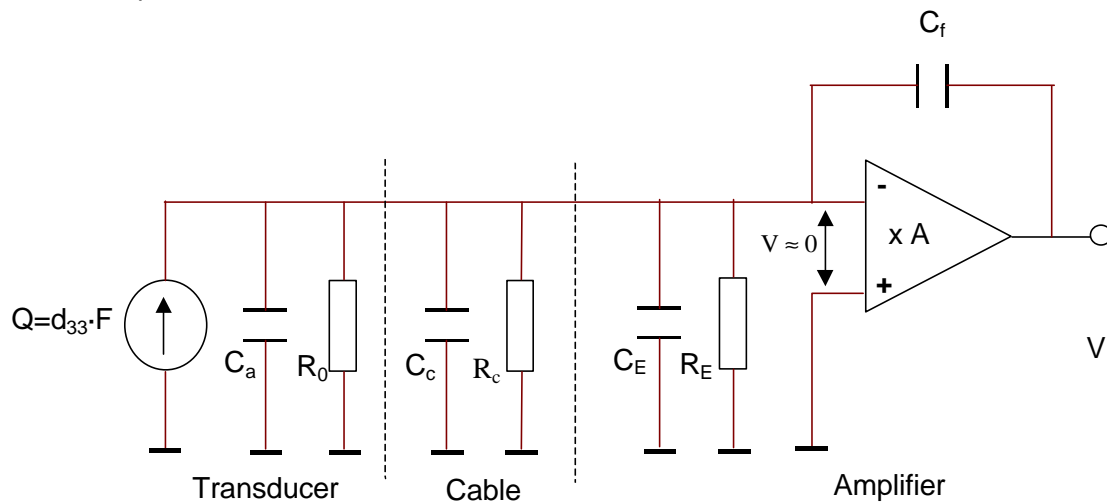 C_f
-
V ≈ 0
x A
+
Q=d_33·F
C_a
R_0
C_c
R_c
C_E
R_E
V
Transducer
Cable
Amplifier